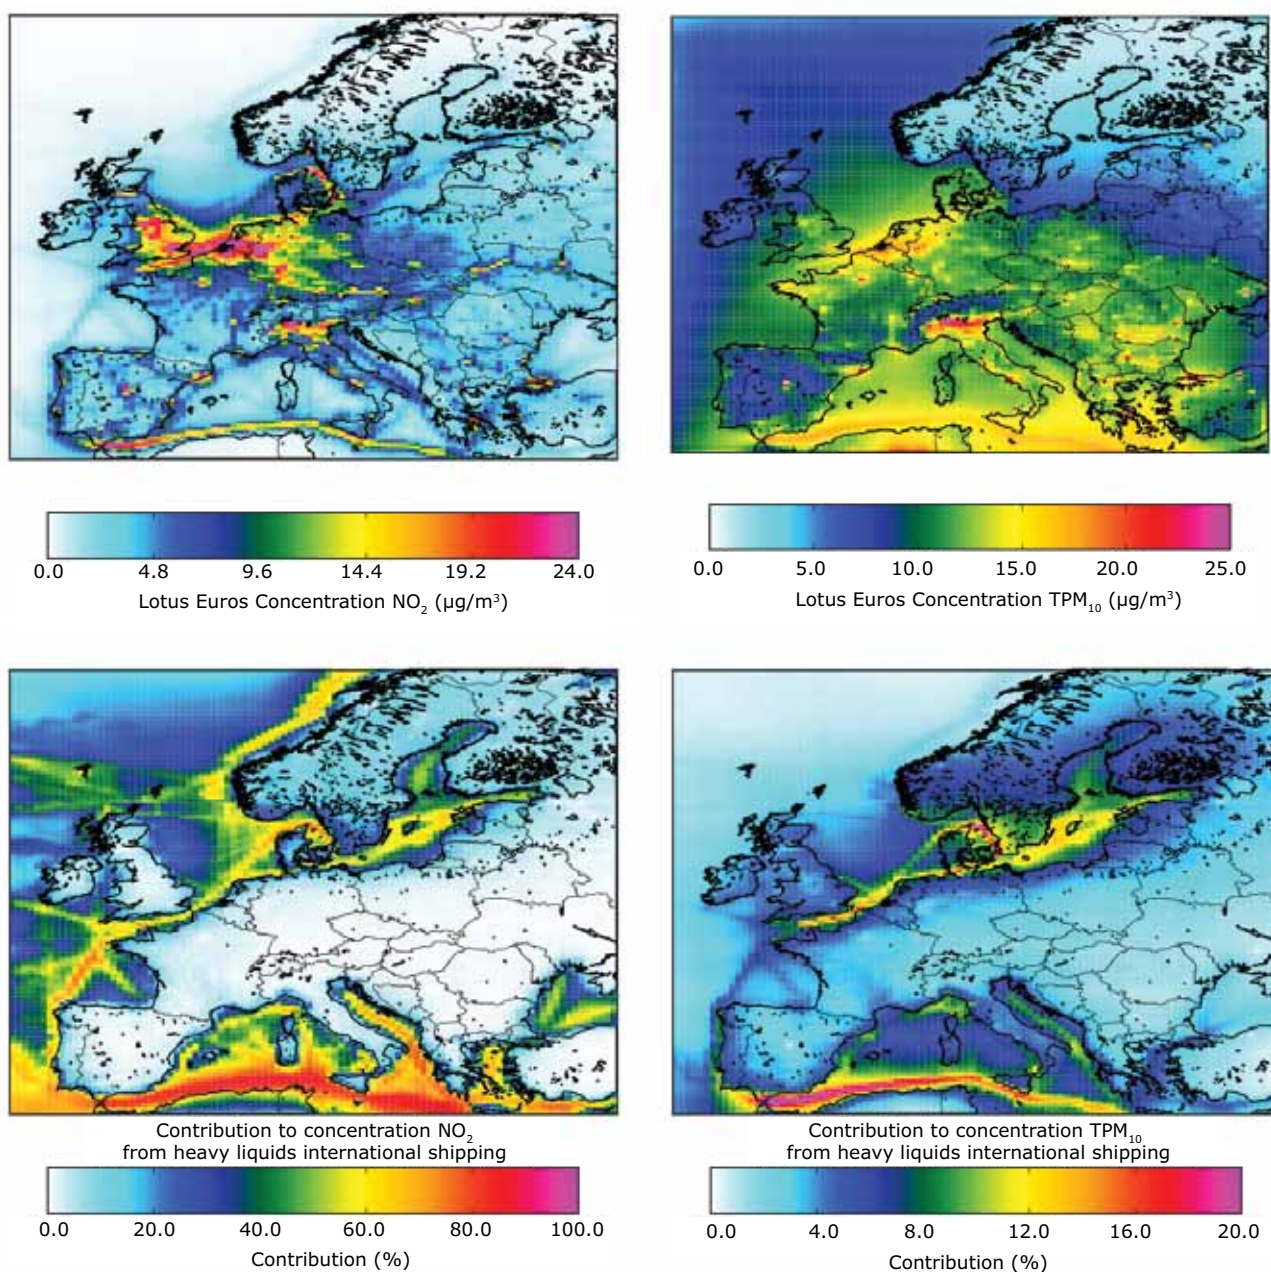 0.0 4.8 9.6 14.4 19.2 24.0
Lotus Euros Concentration NO₂ (µg/m³)
0.0 5.0 10.0 15.0 20.0 25.0
Lotus Euros Concentration TPM₁₀ (µg/m³)
Contribution to concentration NO₂
from heavy liquids international shipping
0.0 20.0 40.0 60.0 80.0 100.0
Contribution (%)
Contribution to concentration TPM₁₀
from heavy liquids international shipping
0.0 4.0 8.0 12.0 16.0 20.0
Contribution (%)